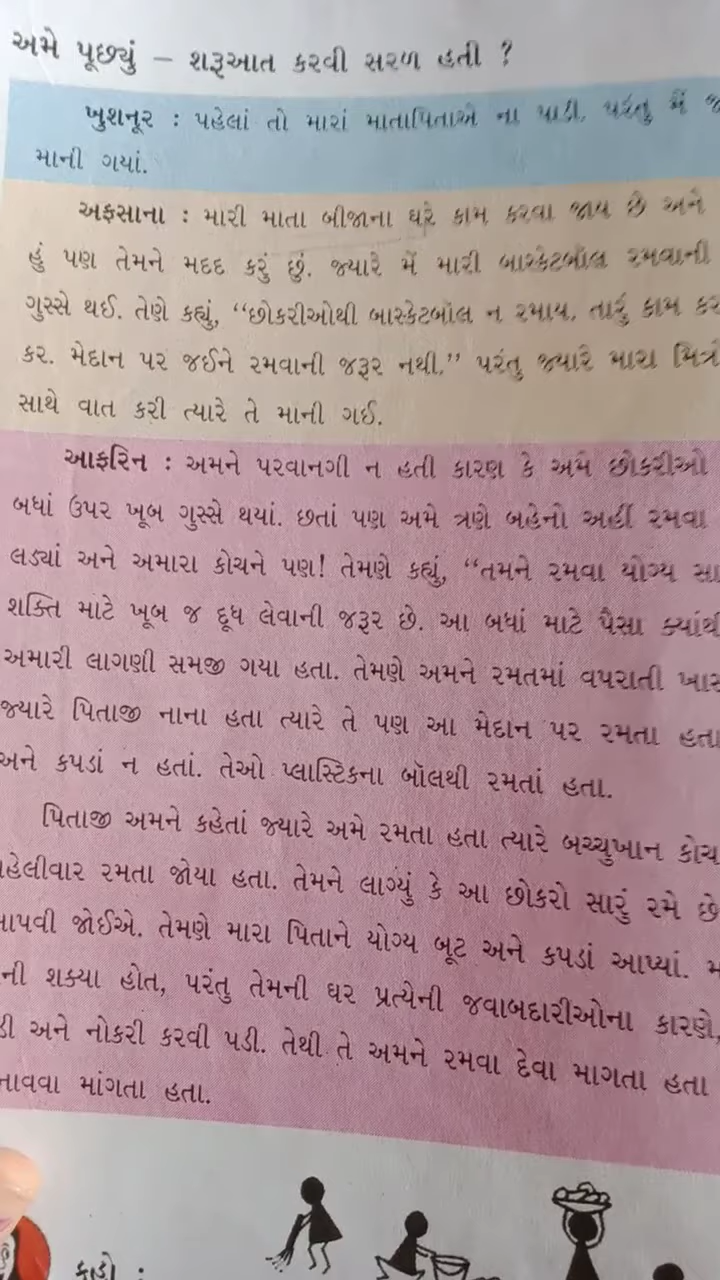 અમે પૂછ્યું – શરૂઆત કરવી સરળ હતી ?
ખુશનૂર : પહેલાં તો મારાં માતાપિતાએ ના પાડી, પરંતુ મેં જ
માની ગયાં.
અફસાના : મારી માતા બીજાના ઘરે કામ કરવા જાય છે અને
હું પણ તેમને મદદ કરું છું. જ્યારે મેં મારી બાસ્કેટબૉલ રમવાની
ગુસ્સે થઈ. તેણે કહ્યું, “છોકરીઓથી બાસ્કેટબૉલ ન રમાય, તારું કામ કર
કર. મેદાન પર જઈને રમવાની જરૂર નથી.” પરંતુ જ્યારે મારા મિત્ર
સાથે વાત કરી ત્યારે તે માની ગઈ.
આફરિન : અમને પરવાનગી ન હતી કારણ કે અમે છોકરીઓ
બધાં ઉપર ખૂબ ગુસ્સે થયાં. છતાં પણ અમે ત્રણે બહેનો અહીં રમવા
લડ્યાં અને અમારા કોચને પણ! તેમણે કહ્યું, “તમને રમવા યોગ્ય સા
શક્તિ માટે ખૂબ જ દૂધ લેવાની જરૂર છે. આ બધાં માટે પૈસા ક્યાંથી
અમારી લાગણી સમજી ગયા હતા. તેમણે અમને રમતમાં વપરાતી ખાસ
જ્યારે પિતાજી નાના હતા ત્યારે તે પણ આ મેદાન પર રમતા હતા
અને કપડાં ન હતાં. તેઓ પ્લાસ્ટિકના બૉલથી રમતાં હતા.
પિતાજી અમને કહેતાં જ્યારે અમે રમતા હતા ત્યારે બચ્ચુખાન કોચ
હેલીવાર રમતા જોયા હતા. તેમને લાગ્યું કે આ છોકરો સારું રમે છે
આપવી જોઈએ. તેમણે મારા પિતાને યોગ્ય બૂટ અને કપડાં આપ્યાં.
ની શક્યા હોત, પરંતુ તેમની ઘર પ્રત્યેની જવાબદારીઓના કારણે,
ડી અને નોકરી કરવી પડી. તેથી તે અમને રમવા દેવા માગતા હતા
નાવવા માંગતા હતા.